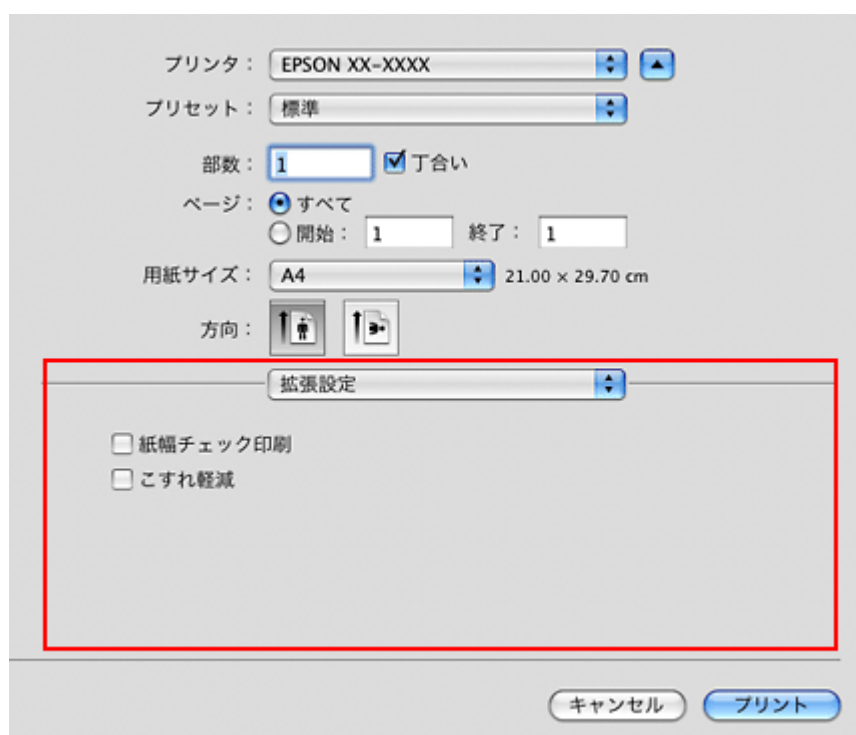 プリンタ： EPSON XX-XXXX
プリセット： 標準
部数： 1 丁合い
ページ： すべて
開始： 1 終了： 1
用紙サイズ： A4 21.00 × 29.70 cm
方向：
拡張設定
紙幅チェック印刷
こすれ軽減
キャンセル プリント